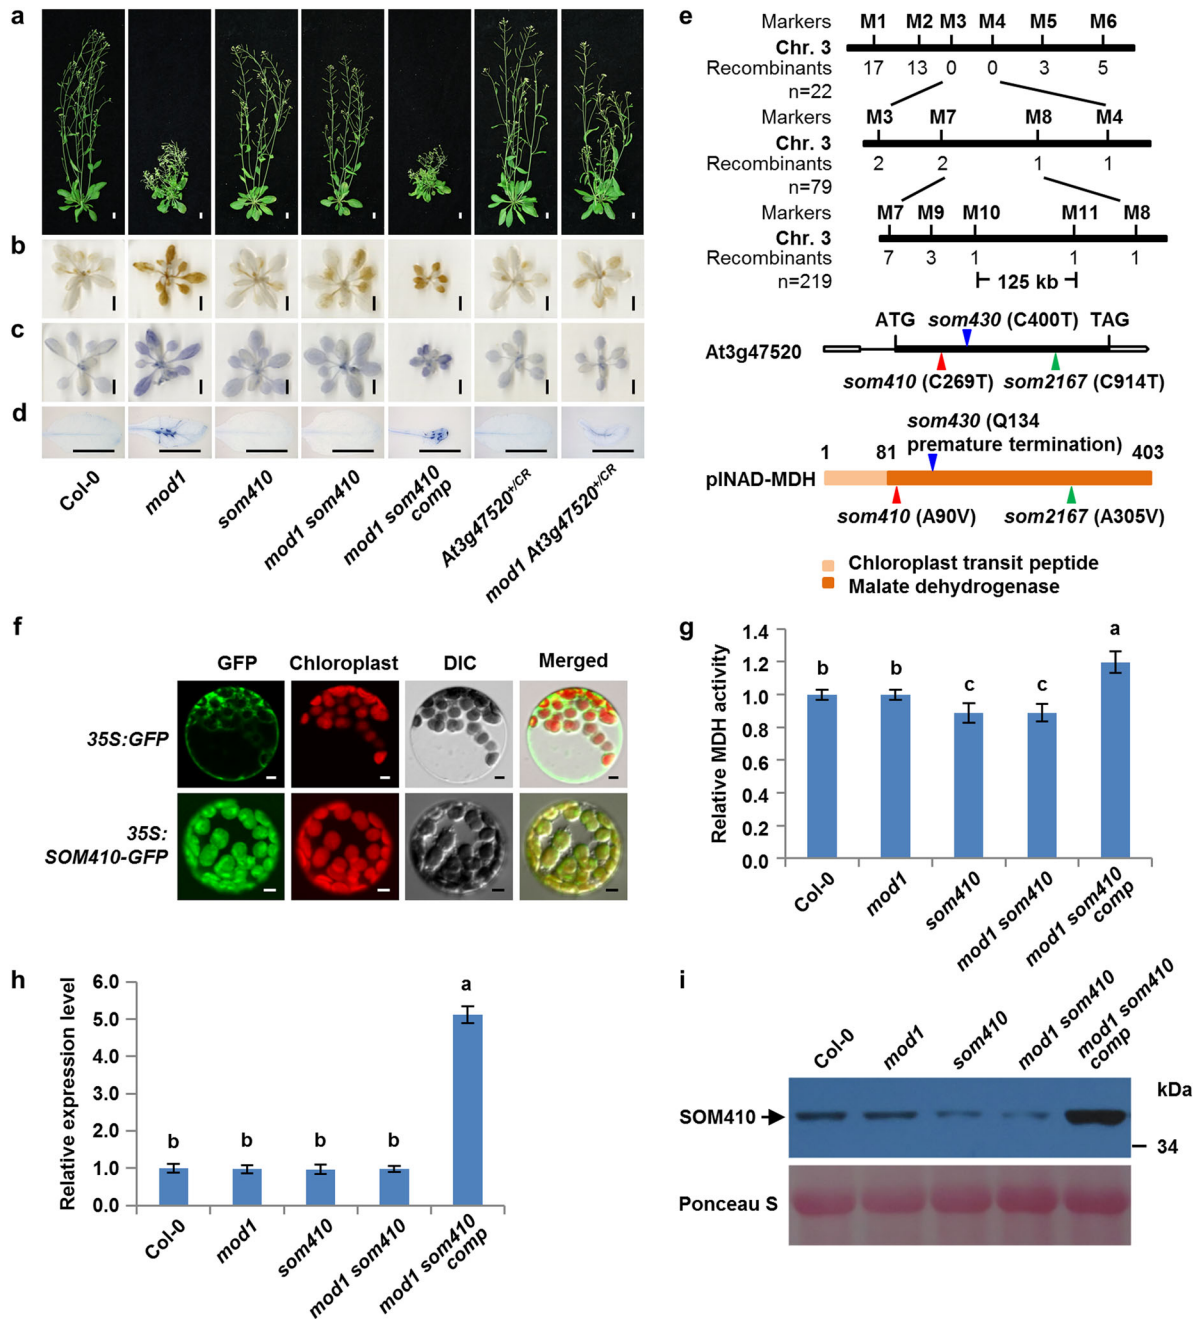 a
b
c
d
Col-0
mod1
som410
mod1 som410
mod1 som410
comp
At3g47520+/CR
mod1 At3g47520+/CR
e
Markers M1 M2 M3 M4 M5 M6
Chr. 3
Recombinants 17 13 0 0 3 5
n=22
Markers M3 M7 M8 M4
Chr. 3
Recombinants 2 2 1 1
n=79
Markers M7 M9 M10 M11 M8
Chr. 3
Recombinants 7 3 1 1 1
n=219 125 kb
ATG som430 (C400T) TAG
At3g47520
som410 (C269T) som2167 (C914T)
som430 (Q134
premature termination)
1 81 403
plNAD-MDH
som410 (A90V) som2167 (A305V)
Chloroplast transit peptide
Malate dehydrogenase
f
GFP Chloroplast DIC Merged
35S:GFP
35S:
SOM410-GFP
g
Relative MDH activity
1.4
1.2
1.0
0.8
0.6
0.4
0.2
0.0
b b c c a
Col-0
mod1
som410
mod1 som410
mod1 som410
comp
h
Relative expression level
6.0
5.0
4.0
3.0
2.0
1.0
0.0
b b b b a
Col-0
mod1
som410
mod1 som410
mod1 som410
comp
i
Col-0
mod1
som410
mod1 som410
mod1 som410
comp
kDa
SOM410
34
Ponceau S